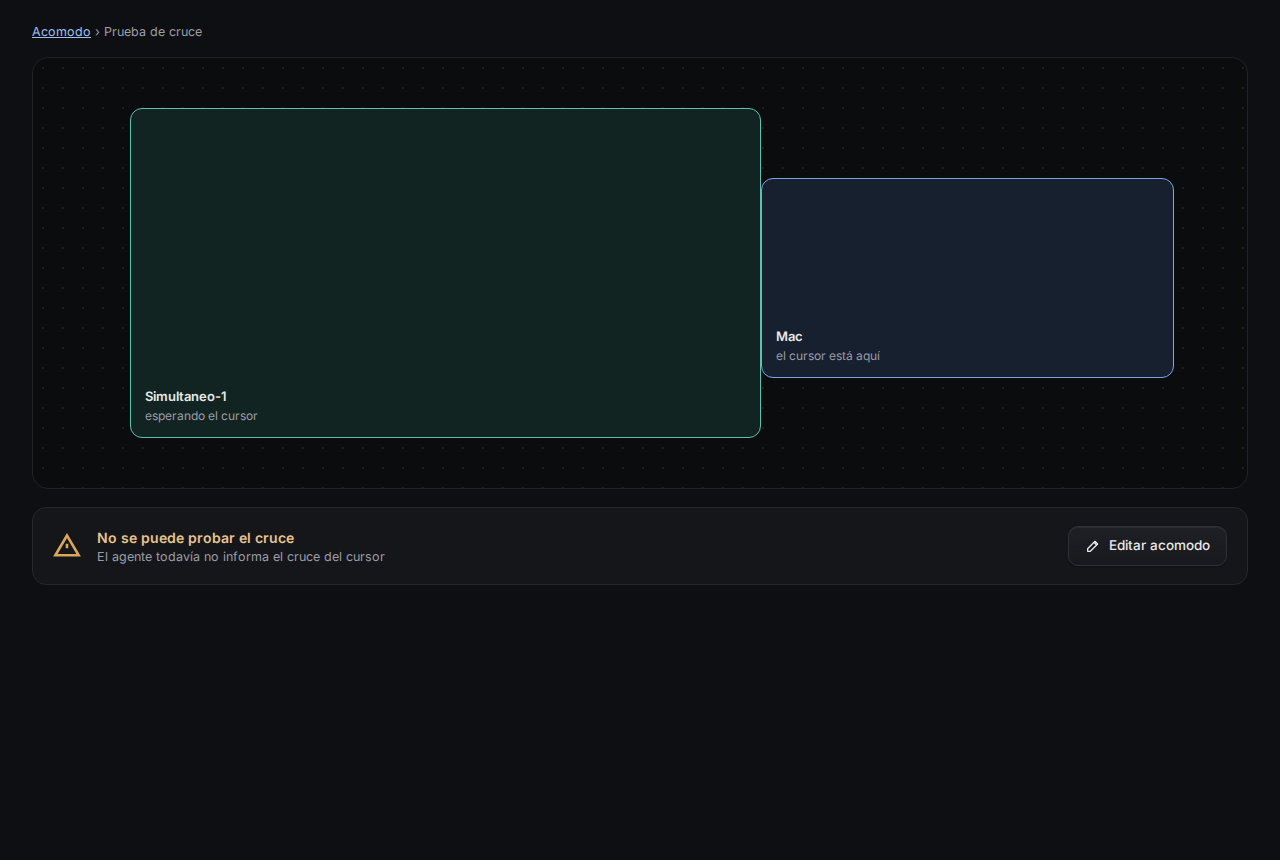 Acomodo › Prueba de cruce
Simultaneo-1
esperando el cursor
Mac
el cursor está aquí
No se puede probar el cruce
El agente todavía no informa el cruce del cursor
Editar acomodo